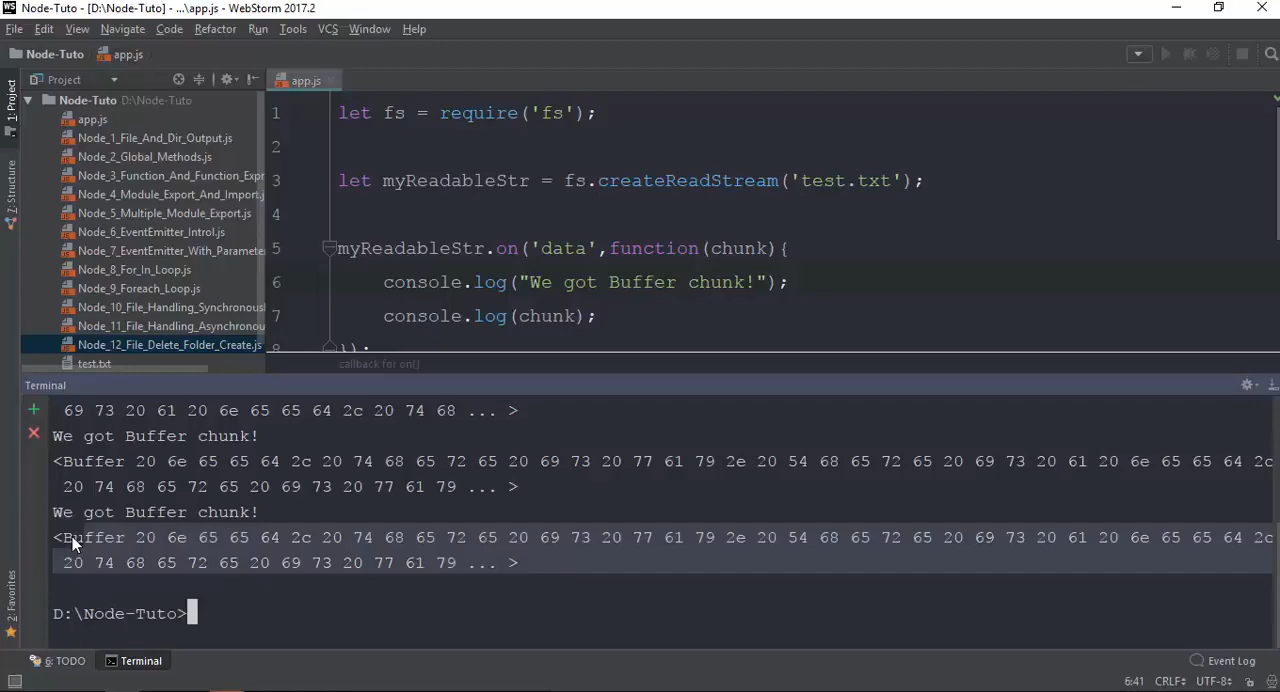 WS Node-Tuto - [D:\Node-Tuto] - ...\app.js - WebStorm 2017.2
File Edit View Navigate Code Refactor Run Tools VCS Window Help
Node-Tuto app.js
1: Project
Z: Structure
2: Favorites
Project
Node-Tuto D:\Node-Tuto
app.js
Node_1_File_And_Dir_Output.js
Node_2_Global_Methods.js
Node_3_Function_And_Function_Expr
Node_4_Module_Export_And_Import.j
Node_5_Multiple_Module_Export.js
Node_6_EventEmitter_Introl.js
Node_7_EventEmitter_With_Paramete
Node_8_For_In_Loop.js
Node_9_Foreach_Loop.js
Node_10_File_Handling_Synchronousl
Node_11_File_Handling_Asynchronou
Node_12_File_Delete_Folder_Create.js
test.txt
app.js
1 let fs = require('fs');
2
3 let myReadableStr = fs.createReadStream('test.txt');
4
5 myReadableStr.on('data',function(chunk){
6 console.log("We got Buffer chunk!");
7 console.log(chunk);
8 });
callback for on()
Terminal
69 73 20 61 20 6e 65 65 64 2c 20 74 68 ... >
We got Buffer chunk!
<Buffer 20 6e 65 65 64 2c 20 74 68 65 72 65 20 69 73 20 77 61 79 2e 20 54 68 65 72 65 20 69 73 20 61 20 6e 65 65 64 2c
20 74 68 65 72 65 20 69 73 20 77 61 79 ... >
We got Buffer chunk!
<Buffer 20 6e 65 65 64 2c 20 74 68 65 72 65 20 69 73 20 77 61 79 2e 20 54 68 65 72 65 20 69 73 20 61 20 6e 65 65 64 2c
20 74 68 65 72 65 20 69 73 20 77 61 79 ... >
D:\Node-Tuto>
6: TODO Terminal Event Log
6:41 CRLF UTF-8